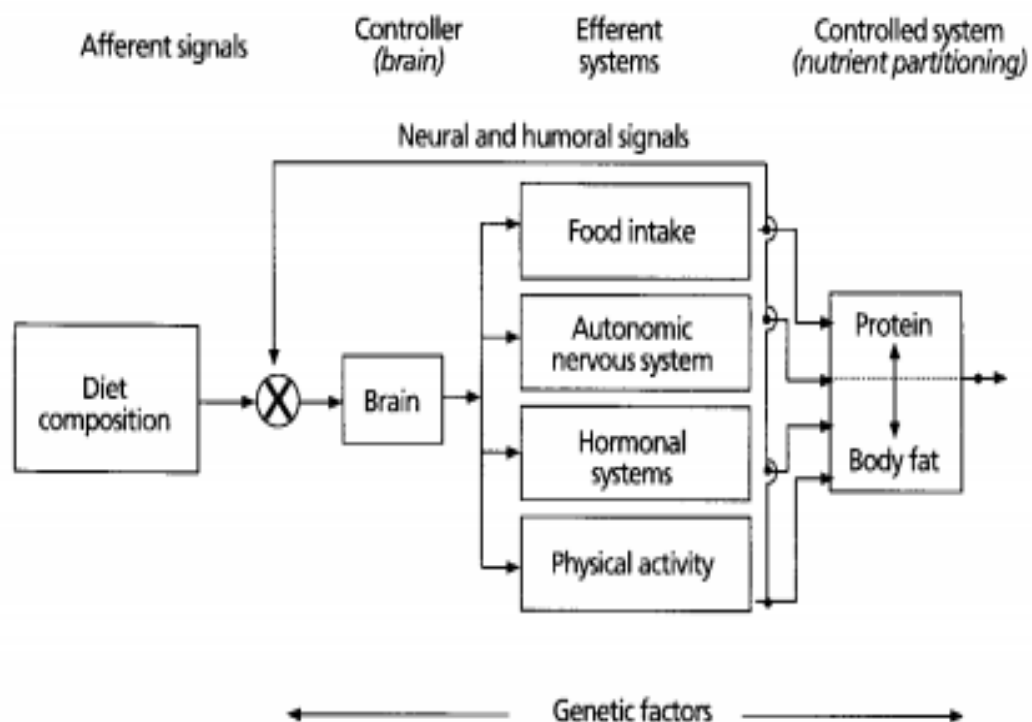 Afferent signals
Controller
(brain)
Efferent
systems
Controlled system
(nutrient partitioning)
Neural and humoral signals
Food intake
Autonomic
nervous system
Hormonal
systems
Physical activity
Diet
composition
X
Brain
Protein
Body fat
Genetic factors